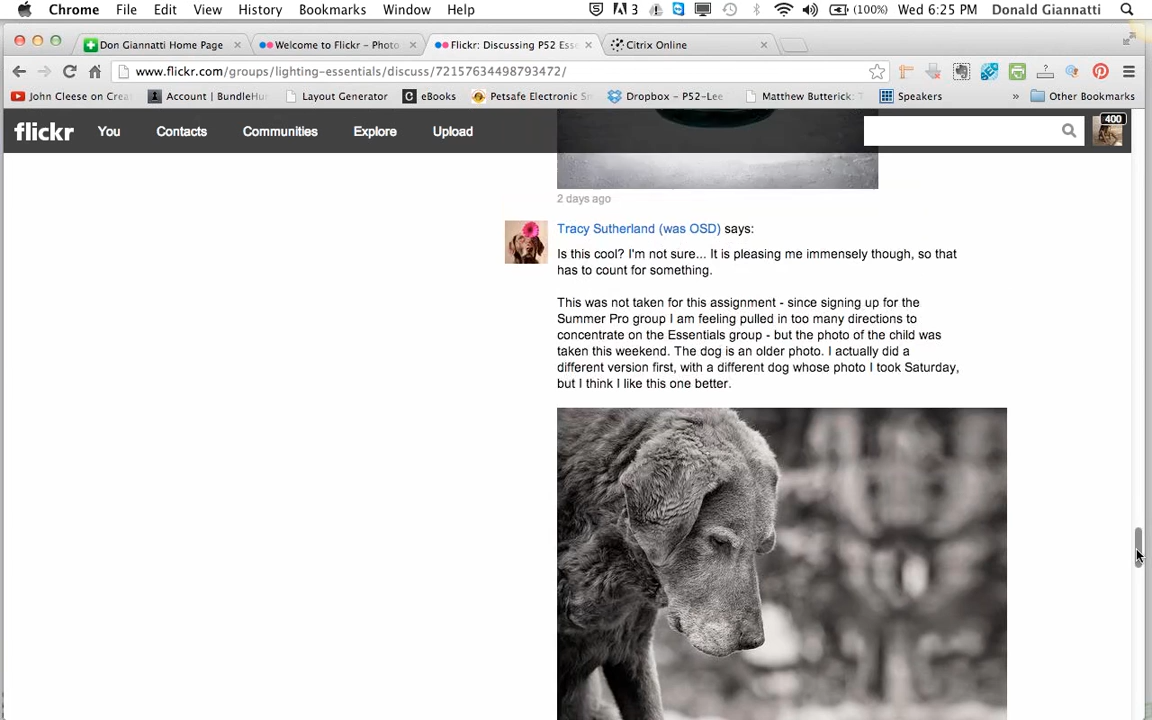 Chrome File Edit View History Bookmarks Window Help 3 (100%) Wed 6:25 PM Donald Giannatti
Don Giannatti Home Page Welcome to Flickr - Photo Flickr: Discussing P52 Esse Citrix Online
www.flickr.com/groups/lighting-essentials/discuss/72157634498793472/
John Cleese on Crea Account | BundleHu Layout Generator eBooks Petsafe Electronic Sm Dropbox - P52-Lee Matthew Butterick: T Speakers » Other Bookmarks
flickr You Contacts Communities Explore Upload 400
2 days ago
Tracy Sutherland (was OSD) says:
Is this cool? I'm not sure... It is pleasing me immensely though, so that
has to count for something.
This was not taken for this assignment - since signing up for the
Summer Pro group I am feeling pulled in too many directions to
concentrate on the Essentials group - but the photo of the child was
taken this weekend. The dog is an older photo. I actually did a
different version first, with a different dog whose photo I took Saturday,
but I think I like this one better.